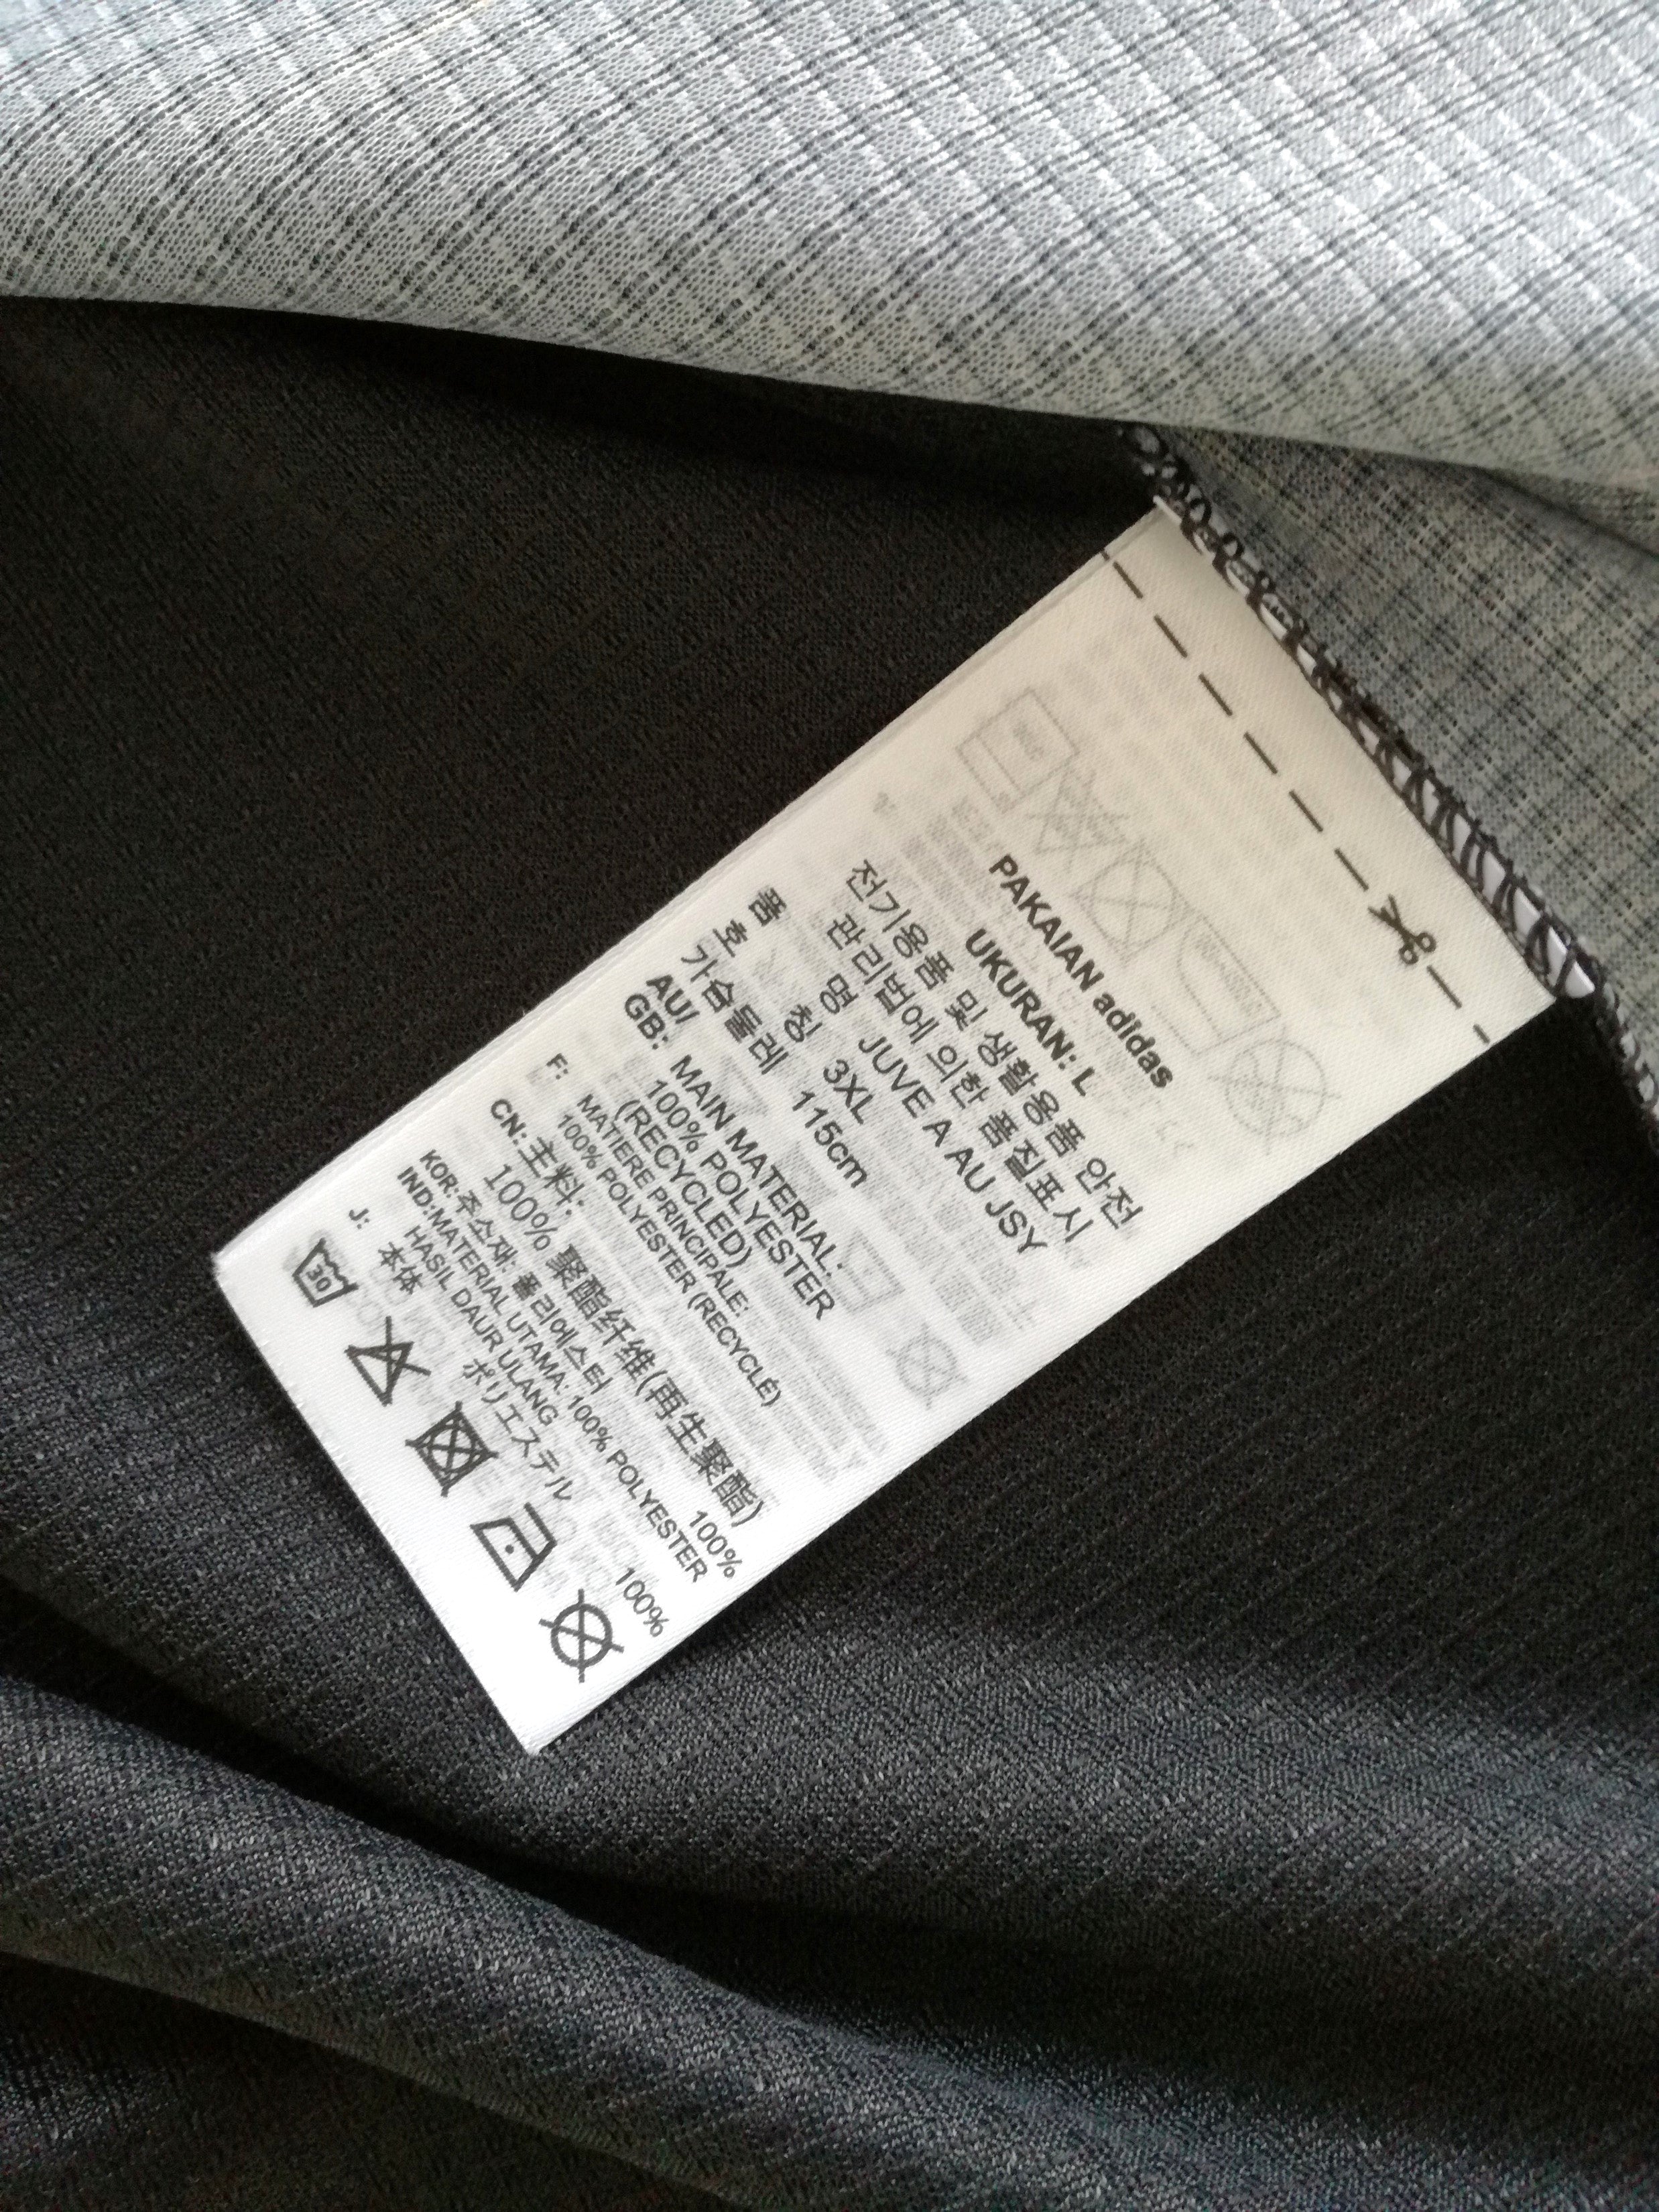 PAKAIAN adidas
UKURAN: L
전기용품 및 생활용품 안전
관리법에 의한 품질표시
품 명 JUVE A AU JSY
호 칭 3XL
가슴둘레 115cm
AU/
GB: MAIN MATERIAL:
100% POLYESTER
(RECYCLED)
F: MATIERE PRINCIPALE:
100% POLYESTER (RECYCLÉ)
CN: 主料:
100% 聚酯纤维(再生聚酯)
KOR: 주소재: 폴리에스터 100%
IND: MATERIAL UTAMA: 100% POLYESTER
HASIL DAUR ULANG
J: 本体 ポリエステル 100%
30